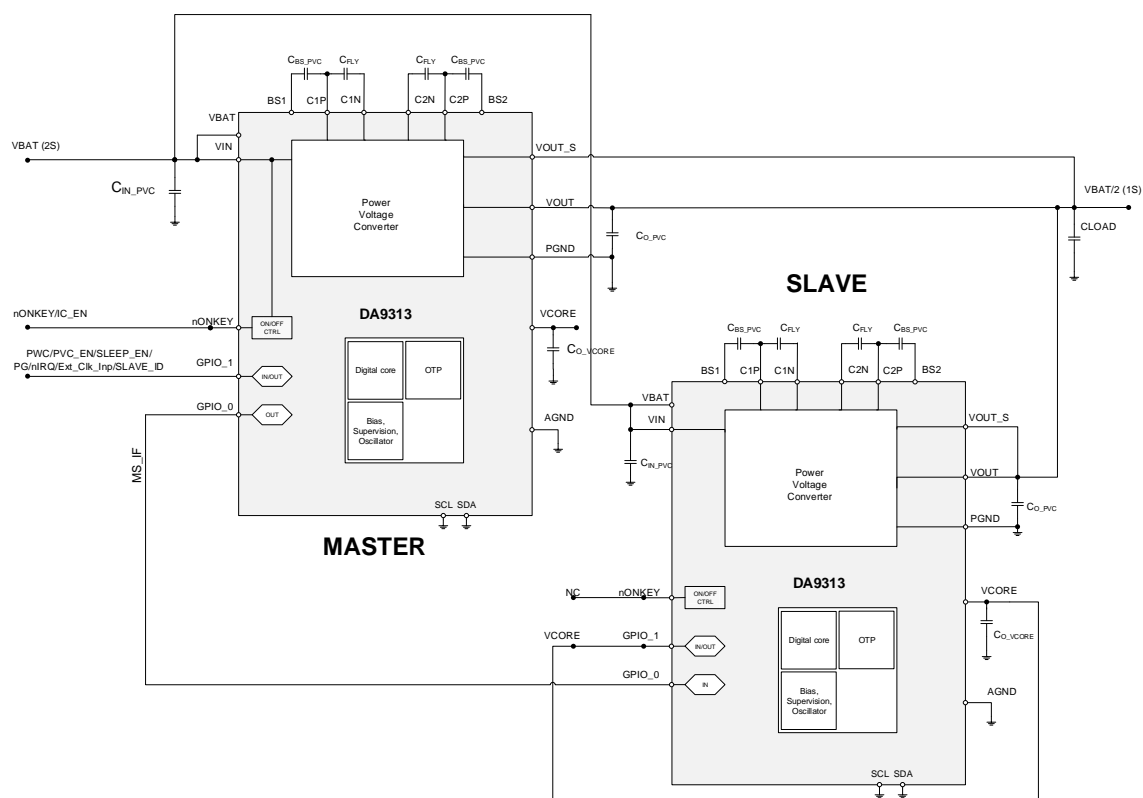 CBS_PVC CFLY CFLY CBS_PVC
BS1 C1P C1N C2N C2P BS2
VBAT
VBAT (2S)
VIN
VOUT_S
CIN_PVC
VBAT/2 (1S)
Power
Voltage
Converter
VOUT
CO_PVC
CLOAD
PGND
SLAVE
DA9313
VCORE
nONKEY/IC_EN
nONKEY
ON/OFF
CTRL
CO_VCORE
PWC/PVC_EN/SLEEP_EN/
PG/nIRQ/Ext_Clk_Inp/SLAVE_ID
GPIO_1
IN/OUT
Digital core
OTP
GPIO_0
OUT
Bias,
Supervision,
Oscillator
AGND
MS_IF
SCL SDA
MASTER
CBS_PVC CFLY CFLY CBS_PVC
BS1 C1P C1N C2N C2P BS2
VBAT
VIN
VOUT_S
CIN_PVC
Power
Voltage
Converter
VOUT
CO_PVC
PGND
DA9313
NC
nONKEY
ON/OFF
CTRL
VCORE
VCORE
GPIO_1
IN/OUT
Digital core
OTP
CO_VCORE
GPIO_0
IN
Bias,
Supervision,
Oscillator
AGND
SCL SDA